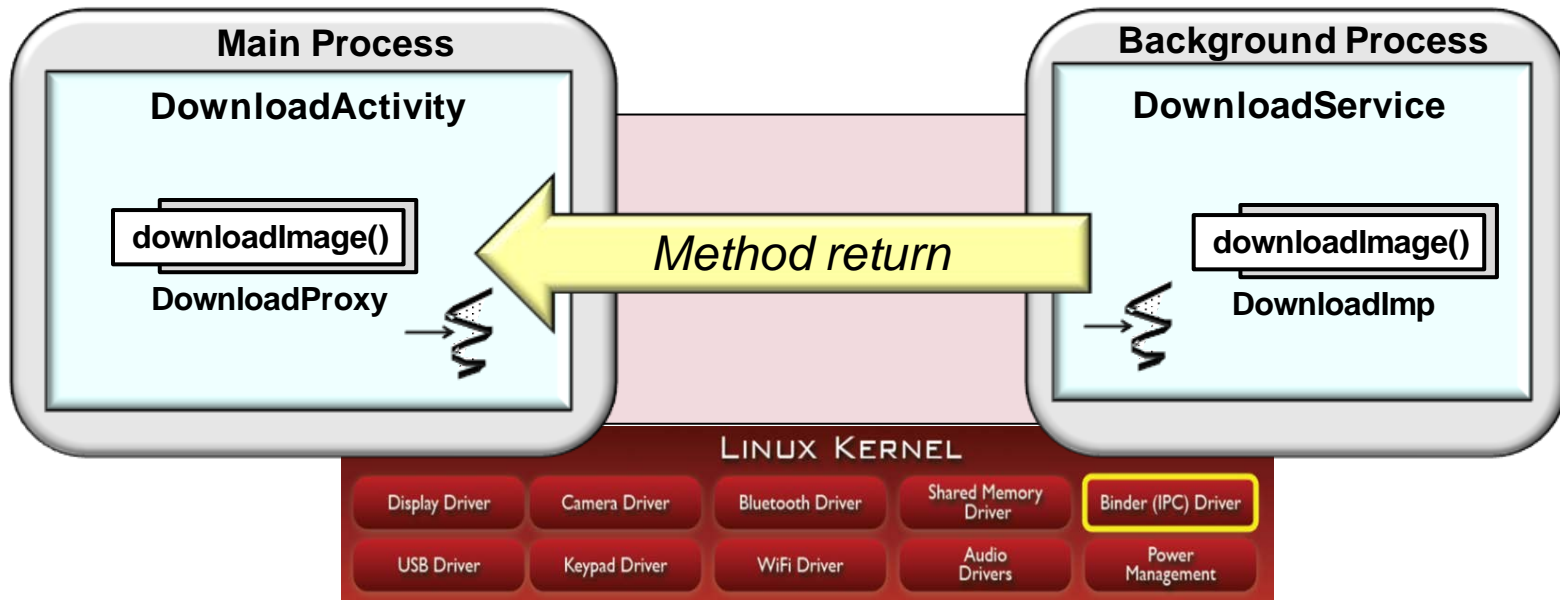 Main Process
DownloadActivity
downloadImage()
DownloadProxy
Method return
Background Process
DownloadService
downloadImage()
DownloadImp
LINUX KERNEL
Display Driver
Camera Driver
Bluetooth Driver
Shared Memory
Driver
Binder (IPC) Driver
USB Driver
Keypad Driver
WiFi Driver
Audio
Drivers
Power
Management